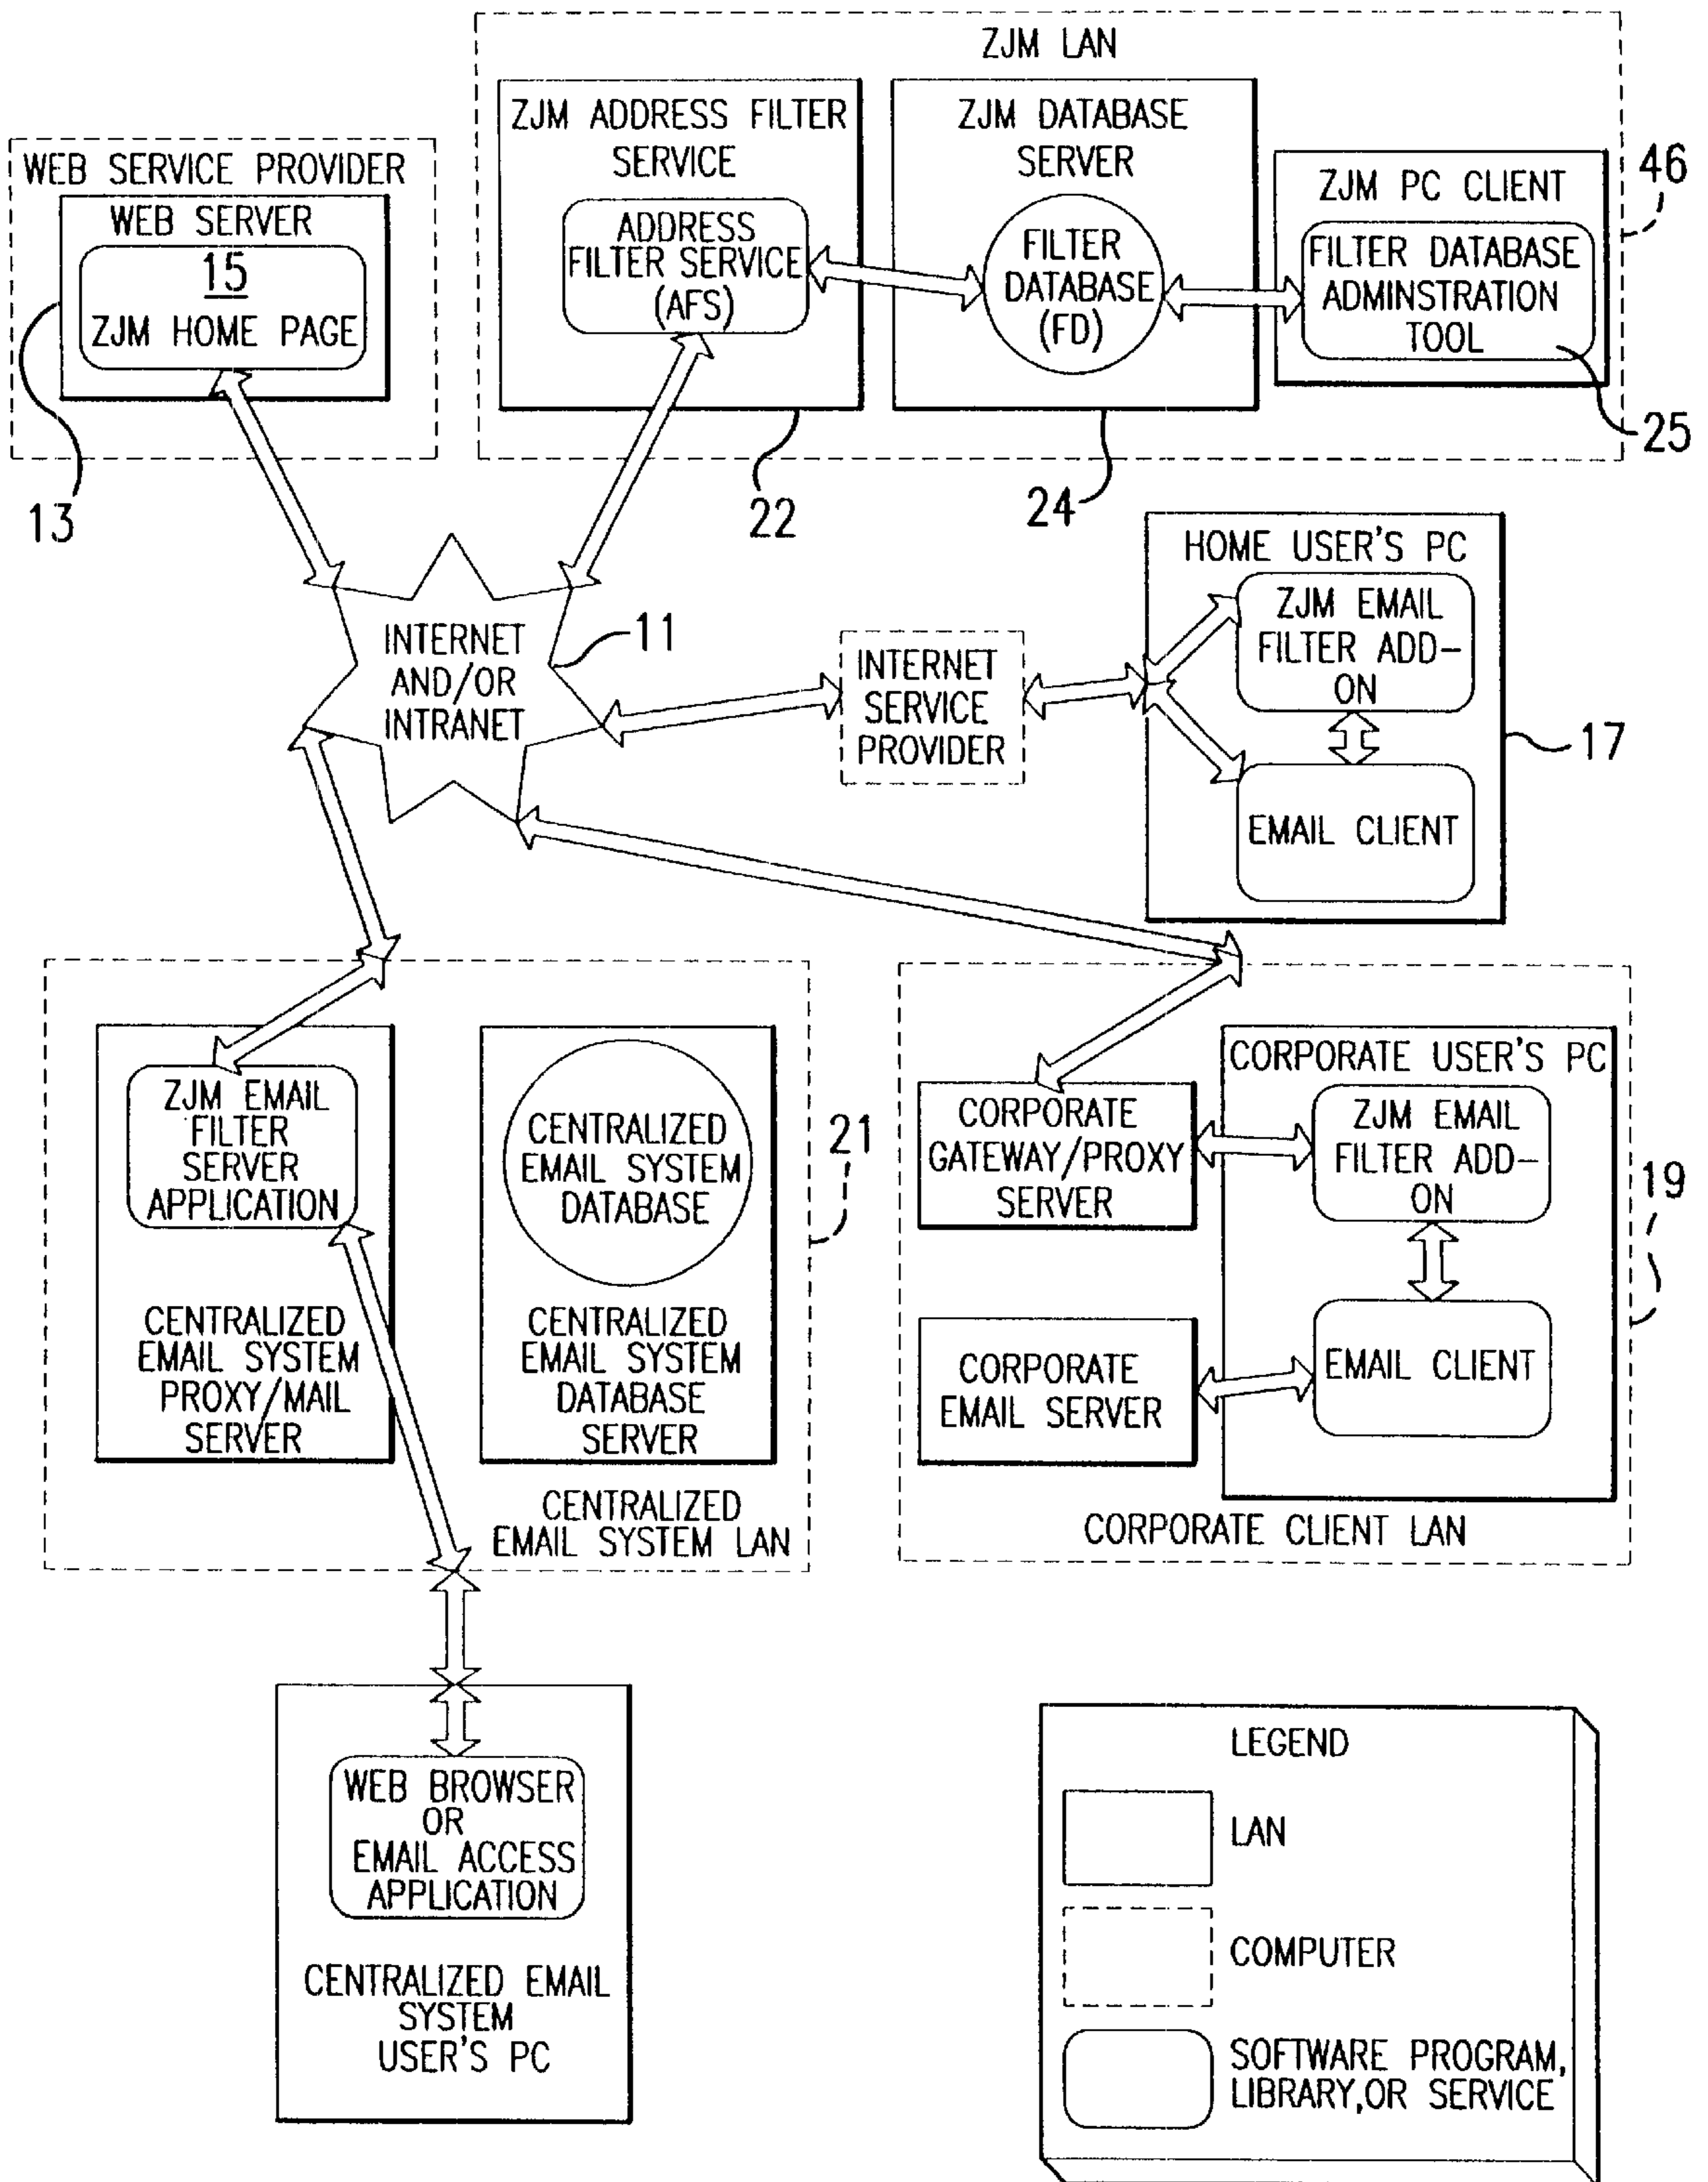 ZJM LAN
ZJM ADDRESS FILTER
SERVICE
ADDRESS
FILTER SERVICE
(AFS)
ZJM DATABASE
SERVER
FILTER
DATABASE
(FD)
ZJM PC CLIENT
FILTER DATABASE
ADMINSTRATION
TOOL
46
25
22
24
WEB SERVICE PROVIDER
WEB SERVER
15
ZJM HOME PAGE
13
INTERNET
AND/OR
INTRANET
11
INTERNET
SERVICE
PROVIDER
HOME USER'S PC
ZJM EMAIL
FILTER ADD-
ON
EMAIL CLIENT
17
ZJM EMAIL
FILTER
SERVER
APPLICATION
CENTRALIZED
EMAIL SYSTEM
PROXY/MAIL
SERVER
CENTRALIZED
EMAIL SYSTEM
DATABASE
CENTRALIZED
EMAIL SYSTEM
DATABASE
SERVER
CENTRALIZED
EMAIL SYSTEM LAN
21
CORPORATE
GATEWAY/PROXY
SERVER
CORPORATE
EMAIL SERVER
CORPORATE USER'S PC
ZJM EMAIL
FILTER ADD-
ON
EMAIL CLIENT
CORPORATE CLIENT LAN
19
WEB BROWSER
OR
EMAIL ACCESS
APPLICATION
CENTRALIZED EMAIL
SYSTEM
USER'S PC
LEGEND
LAN
COMPUTER
SOFTWARE PROGRAM,
LIBRARY,OR SERVICE